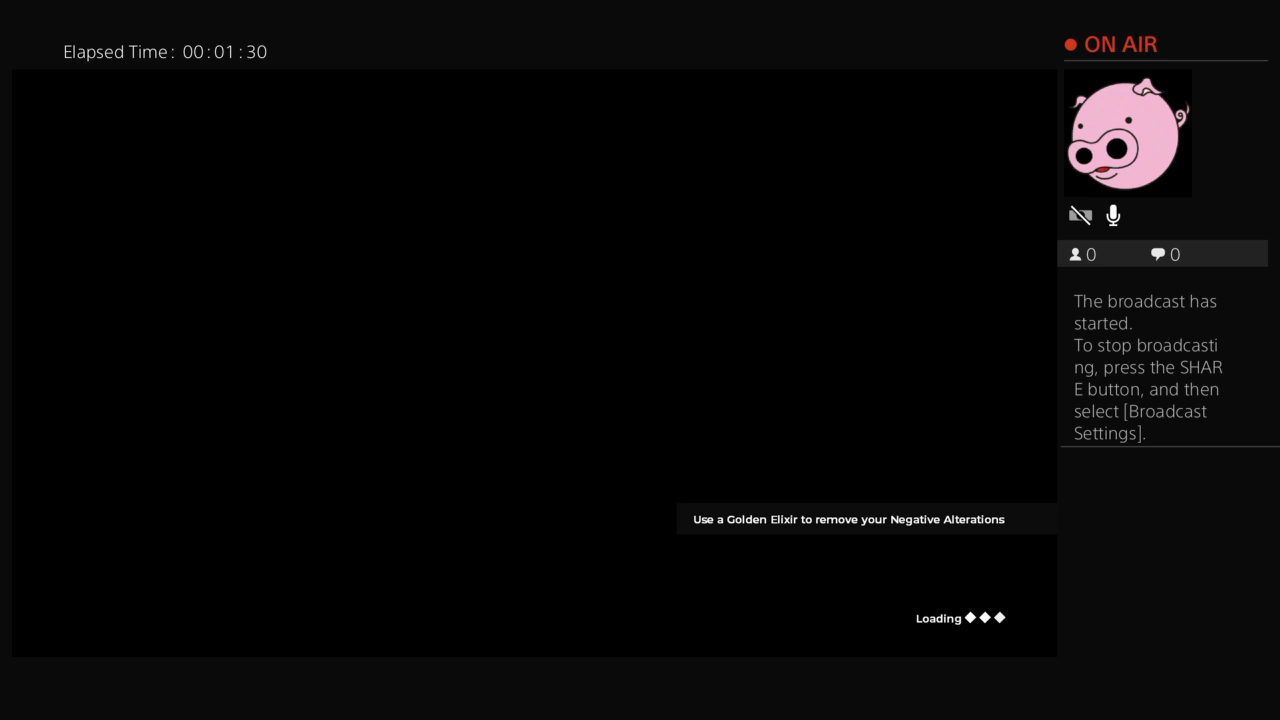 Elapsed Time: 00:01:30
ON AIR
0 0
The broadcast has
started.
To stop broadcasti
ng, press the SHAR
E button, and then
select [Broadcast
Settings].
Use a Golden Elixir to remove your Negative Alterations
Loading